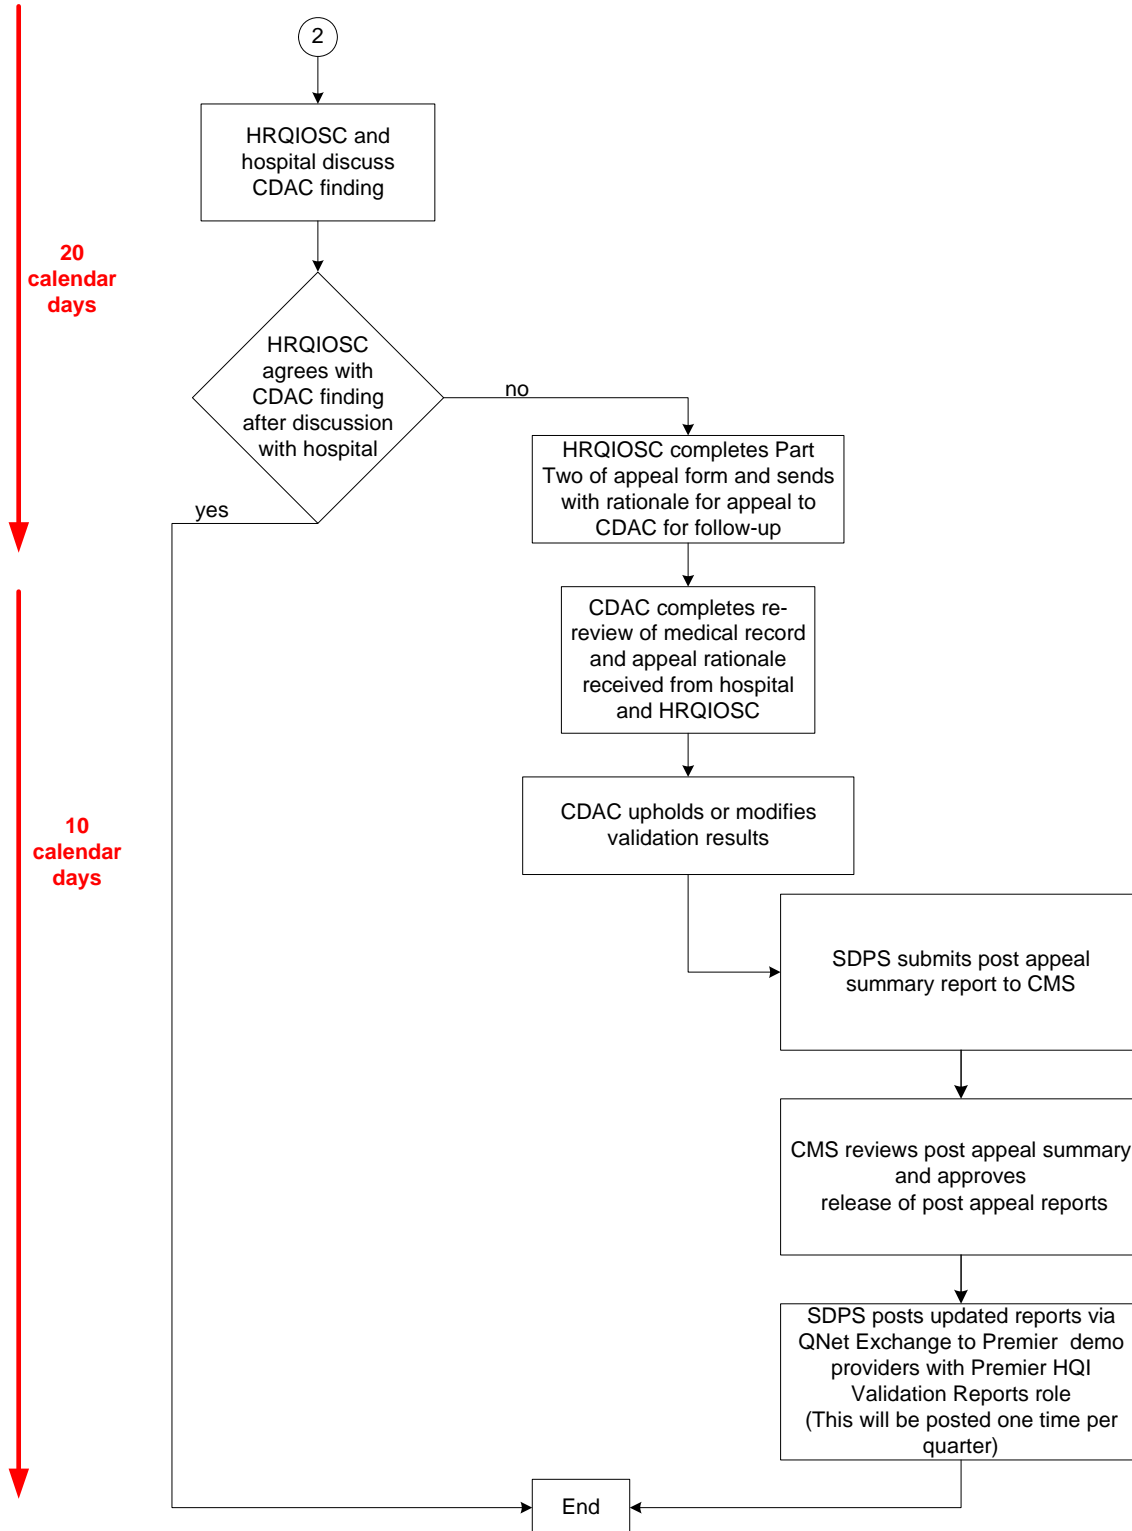 2
HRQIOSC and
hospital discuss
CDAC finding
20
calendar
days
HRQIOSC
agrees with
CDAC finding
after discussion
with hospital
no
yes
HRQIOSC completes Part
Two of appeal form and sends
with rationale for appeal to
CDAC for follow-up
CDAC completes re-
review of medical record
and appeal rationale
received from hospital
and HRQIOSC
10
calendar
days
CDAC upholds or modifies
validation results
SDPS submits post appeal
summary report to CMS
CMS reviews post appeal summary
and approves
release of post appeal reports
SDPS posts updated reports via
QNet Exchange to Premier  demo
providers with Premier HQI
Validation Reports role
(This will be posted one time per
quarter)
End